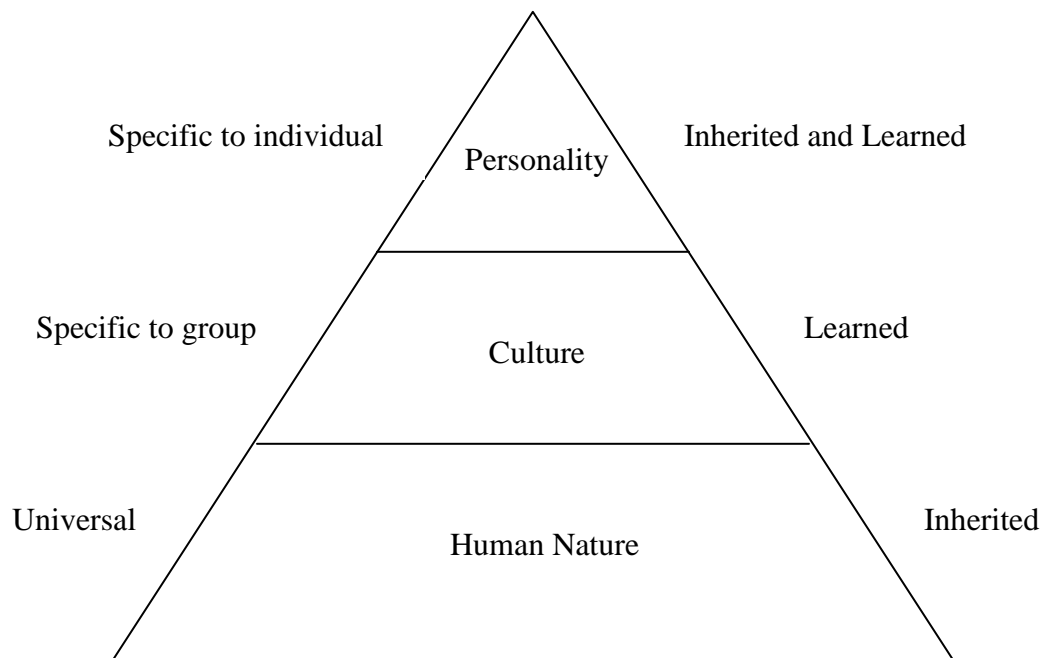 Specific to individual
Inherited and Learned
Personality
Specific to group
Learned
Culture
Universal
Inherited
Human Nature